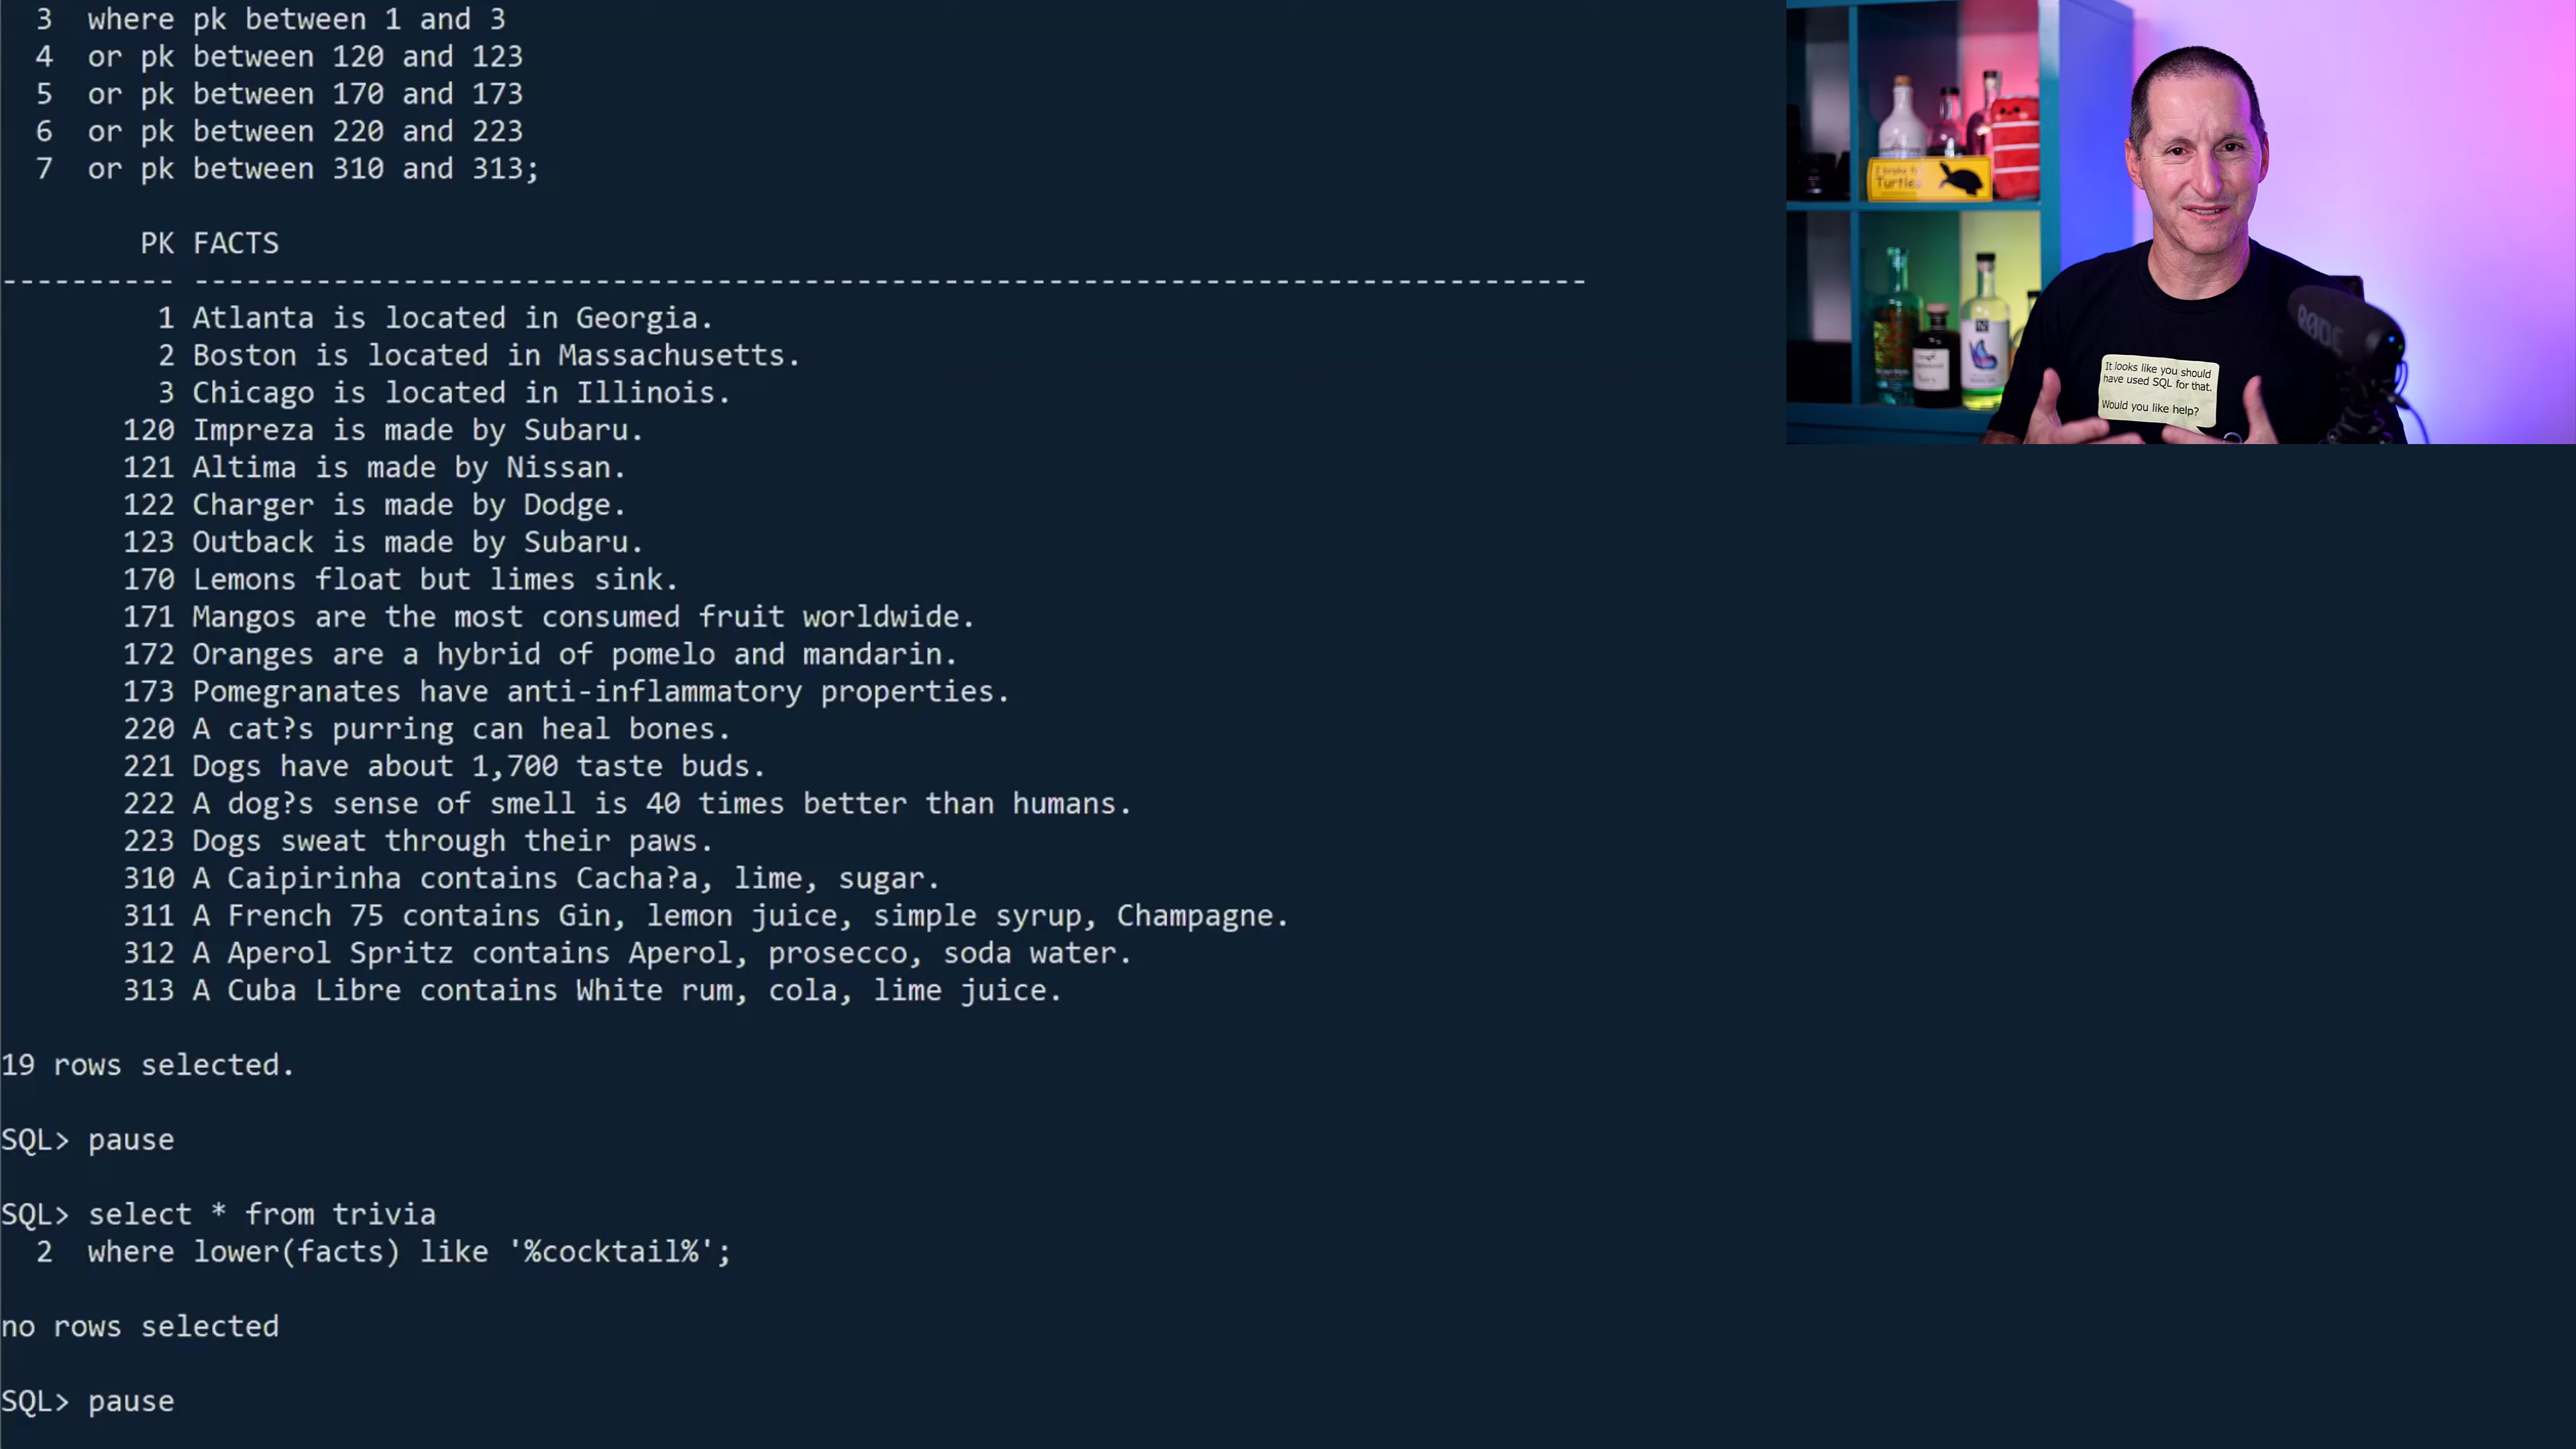 3 where pk between 1 and 3
4 or pk between 120 and 123
5 or pk between 170 and 173
6 or pk between 220 and 223
7 or pk between 310 and 313;
PK FACTS
---------- --------------------------------------------------------------------------------
1 Atlanta is located in Georgia.
2 Boston is located in Massachusetts.
3 Chicago is located in Illinois.
120 Impreza is made by Subaru.
121 Altima is made by Nissan.
122 Charger is made by Dodge.
123 Outback is made by Subaru.
170 Lemons float but limes sink.
171 Mangos are the most consumed fruit worldwide.
172 Oranges are a hybrid of pomelo and mandarin.
173 Pomegranates have anti-inflammatory properties.
220 A cat?s purring can heal bones.
221 Dogs have about 1,700 taste buds.
222 A dog?s sense of smell is 40 times better than humans.
223 Dogs sweat through their paws.
310 A Caipirinha contains Cacha?a, lime, sugar.
311 A French 75 contains Gin, lemon juice, simple syrup, Champagne.
312 A Aperol Spritz contains Aperol, prosecco, soda water.
313 A Cuba Libre contains White rum, cola, lime juice.
19 rows selected.
SQL> pause
SQL> select * from trivia
2 where lower(facts) like '%cocktail%';
no rows selected
SQL> pause
I brake for
Turtles
It looks like you should
have used SQL for that.
Would you like help?
RØDE